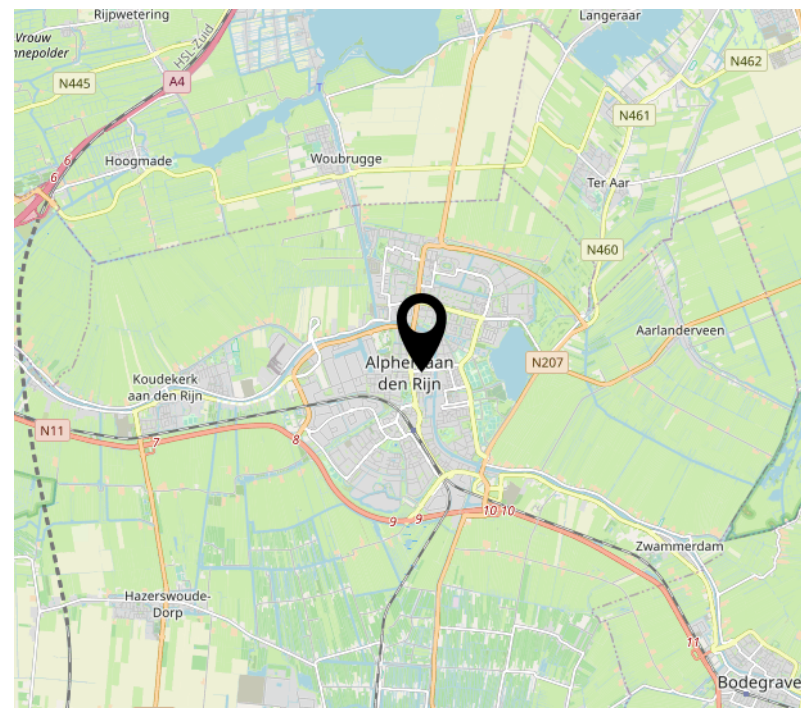 Rijpwetering
Langeraar
Vrouw
nnepolder
HSL-Zuid
N445
A4
N462
N461
6
6
Hoogmade
Woubrugge
Ter Aar
N460
Aarlanderveen
Alphen aan
den Rijn
N207
Koudekerk
aan den Rijn
N11
7
8
9
9
10
10
Zwammerdam
Hazerswoude-
Dorp
11
Bodegrave